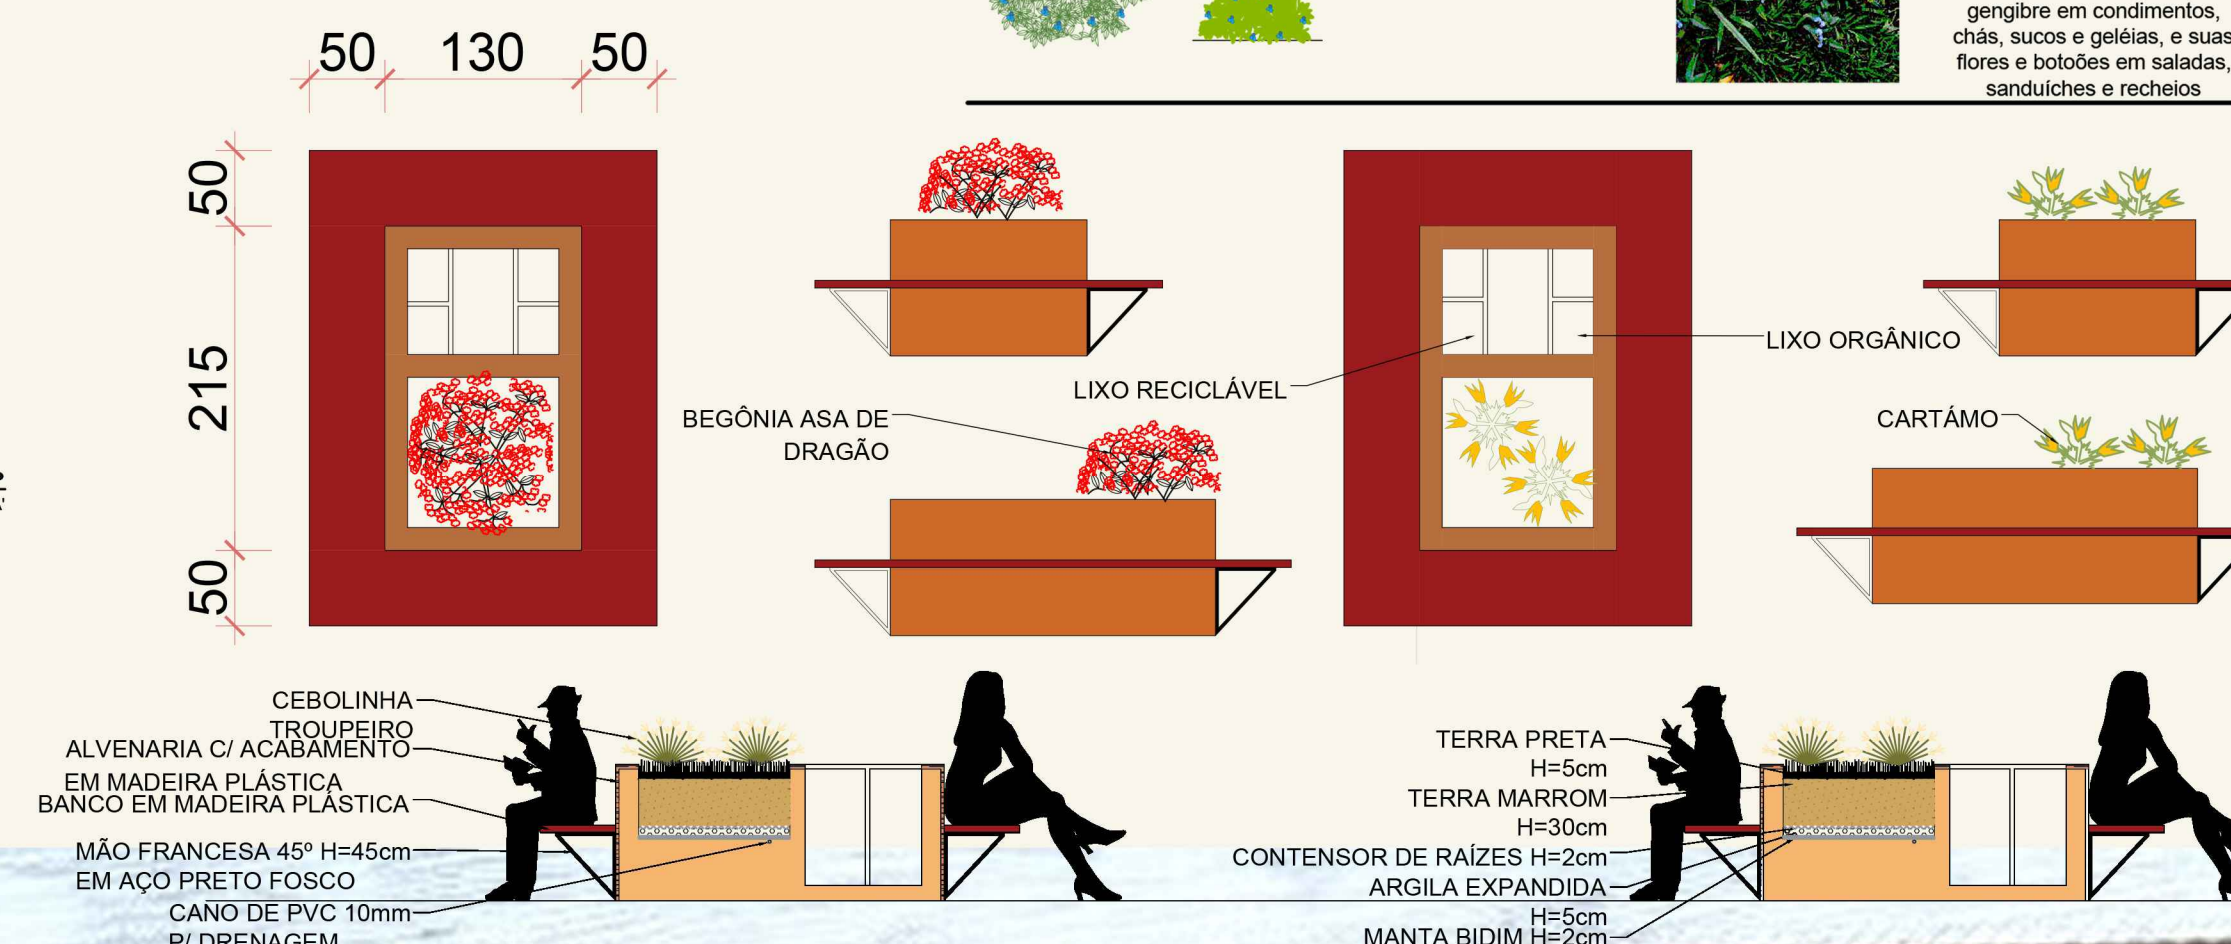 gengibre em condimentos,
chás, sucos e geléias, e suas
flores e botoões em saladas,
sanduíches e recheios
50 130 50
50
215
50
LIXO ORGÂNICO
LIXO RECICLÁVEL
BEGÔNIA ASA DE
DRAGÃO
CARTÁMO
CEBOLINHA
TROUPEIRO
ALVENARIA C/ ACABAMENTO
EM MADEIRA PLÁSTICA
BANCO EM MADEIRA PLÁSTICA
MÃO FRANCESA 45º H=45cm
EM AÇO PRETO FOSCO
CANO DE PVC 10mm
P/ DRENAGEM
TERRA PRETA
H=5cm
TERRA MARROM
H=30cm
CONTENSOR DE RAÍZES H=2cm
ARGILA EXPANDIDA
H=5cm
MANTA BIDIM H=2cm